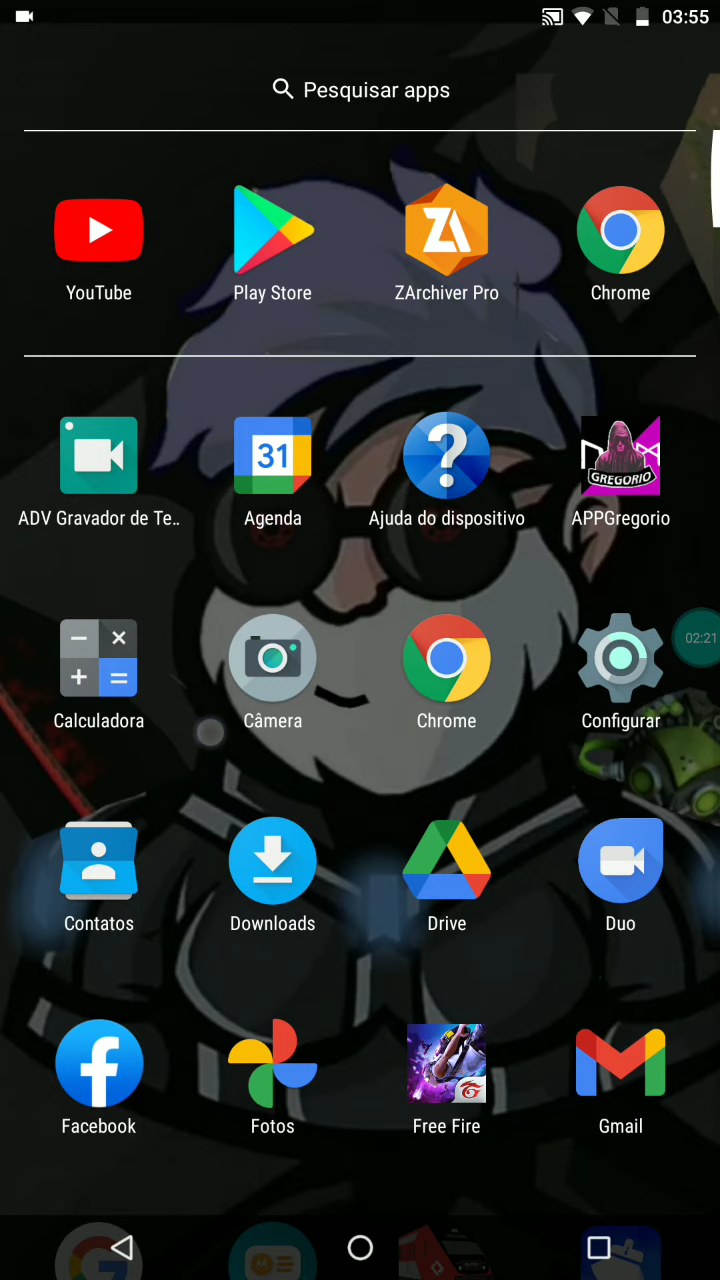 03:55
Pesquisar apps
YouTube
Play Store
ZArchiver Pro
Chrome
31
GREGORIO
ADV Gravador de Te..
Agenda
Ajuda do dispositivo
APPGregorio
02:21
Calculadora
Câmera
Chrome
Configurar
Contatos
Downloads
Drive
Duo
Facebook
Fotos
Free Fire
Gmail